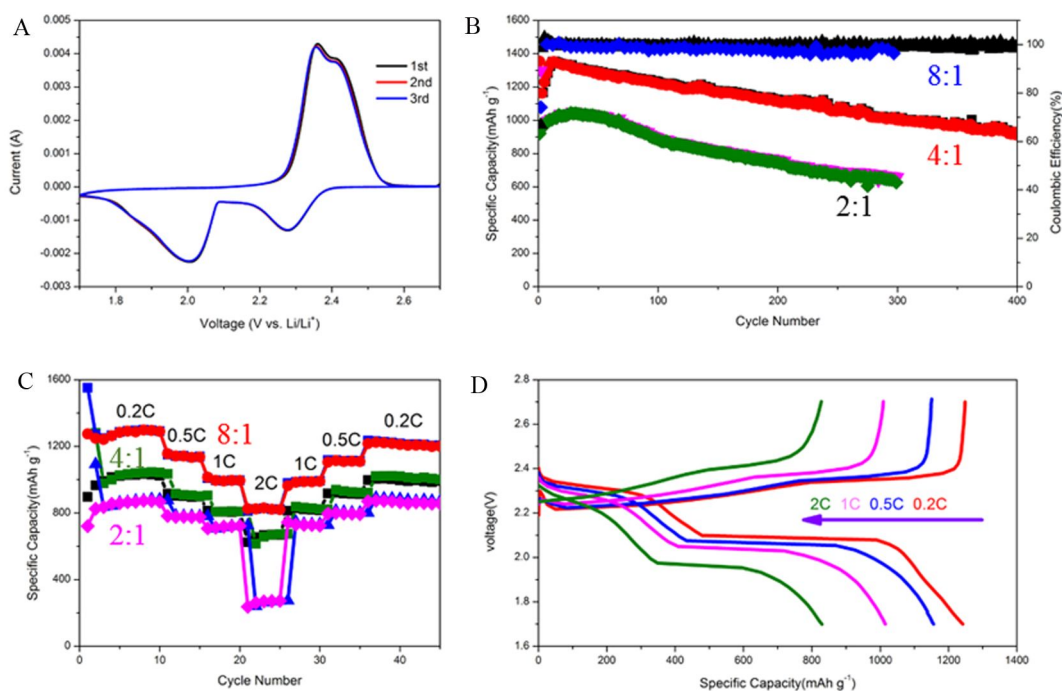 A
0.005
0.004
0.003
0.002
0.001
0.000
-0.001
-0.002
-0.003
1.8
2.0
2.2
2.4
2.6
Current (A)
Voltage (V vs. Li/Li⁺)
1st
2nd
3rd
B
1600
1400
1200
1000
800
600
400
200
0
0
100
200
300
400
100
80
60
40
20
0
Specific Capacity(mAh g⁻¹)
Coulombic Efficiency(%)
Cycle Number
8:1
4:1
2:1
C
1600
1200
800
400
0
0
10
20
30
40
Specific Capacity(mAh g⁻¹)
Cycle Number
0.2C
0.5C
8:1
1C
2C
1C
0.5C
0.2C
4:1
2:1
D
2.8
2.6
2.4
2.2
2.0
1.8
1.6
0
200
400
600
800
1000
1200
1400
voltage(V)
Specific Capacity(mAh g⁻¹)
2C 1C 0.5C 0.2C